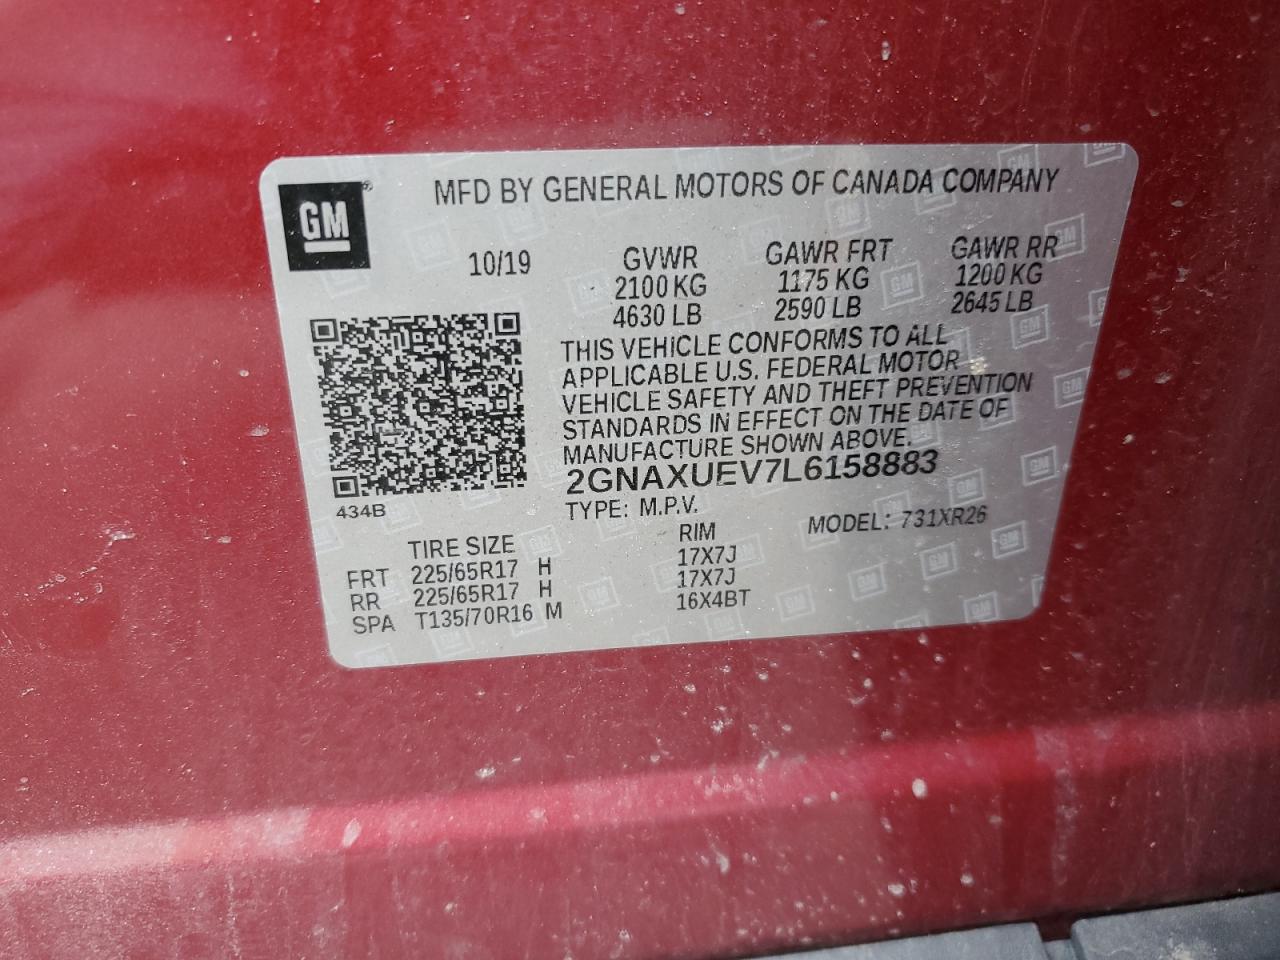 GM
MFD BY GENERAL MOTORS OF CANADA COMPANY
10/19 GVWR GAWR FRT GAWR RR
2100 KG 1175 KG 1200 KG
4630 LB 2590 LB 2645 LB
THIS VEHICLE CONFORMS TO ALL
APPLICABLE U.S. FEDERAL MOTOR
VEHICLE SAFETY AND THEFT PREVENTION
STANDARDS IN EFFECT ON THE DATE OF
MANUFACTURE SHOWN ABOVE.
2GNAXUEV7L6158883
434B
TYPE: M.P.V. MODEL: 731XR26
TIRE SIZE RIM
FRT 225/65R17 H 17X7J
RR 225/65R17 H 17X7J
SPA T135/70R16 M 16X4BT